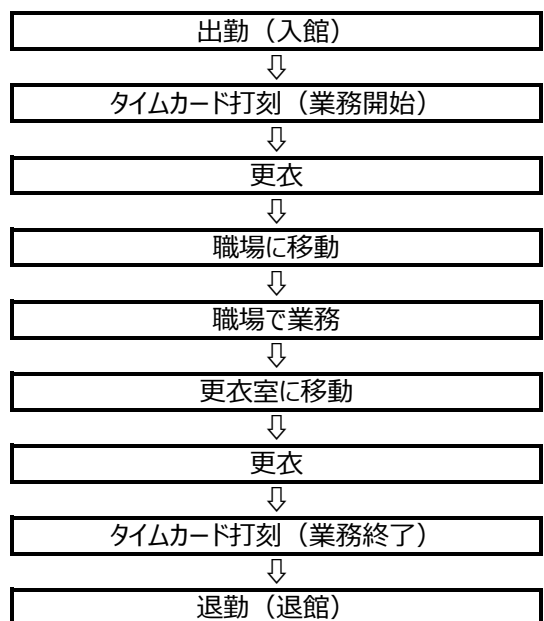 出勤（入館）
⇩
タイムカード打刻（業務開始）
⇩
更衣
⇩
職場に移動
⇩
職場で業務
⇩
更衣室に移動
⇩
更衣
⇩
タイムカード打刻（業務終了）
⇩
退勤（退館）